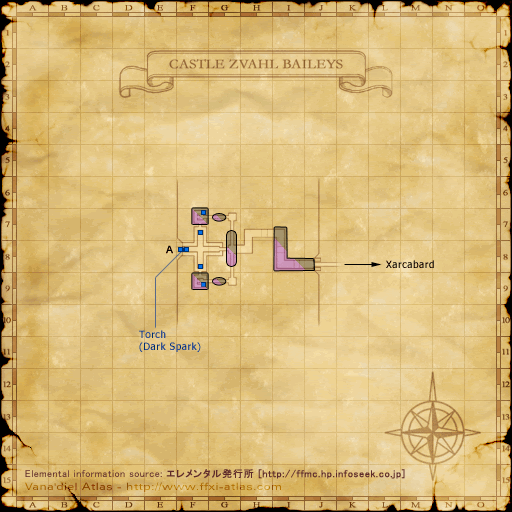 A B C D E F G H I J K L M N O
CASTLE ZVAHL BAILEYS
A
Xarcabard
Torch
(Dark Spark)
Elemental information source: エレメンタル発行所 [http://ffmc.hp.infoseek.co.jp]
Vana'diel Atlas - http://www.ffxi-atlas.com
A B C D E F G H I J K L M N O